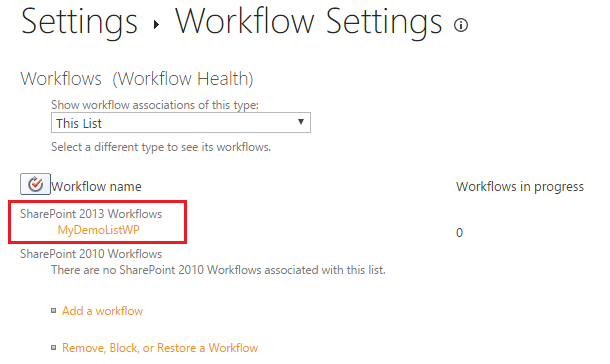 Settings ▸ Workflow Settings
Workflows (Workflow Health)
Show workflow associations of this type:
This List
Select a different type to see its workflows.
Workflow name Workflows in progress
SharePoint 2013 Workflows
MyDemoListWP 0
SharePoint 2010 Workflows
There are no SharePoint 2010 Workflows associated with this list.
Add a workflow
Remove, Block, or Restore a Workflow